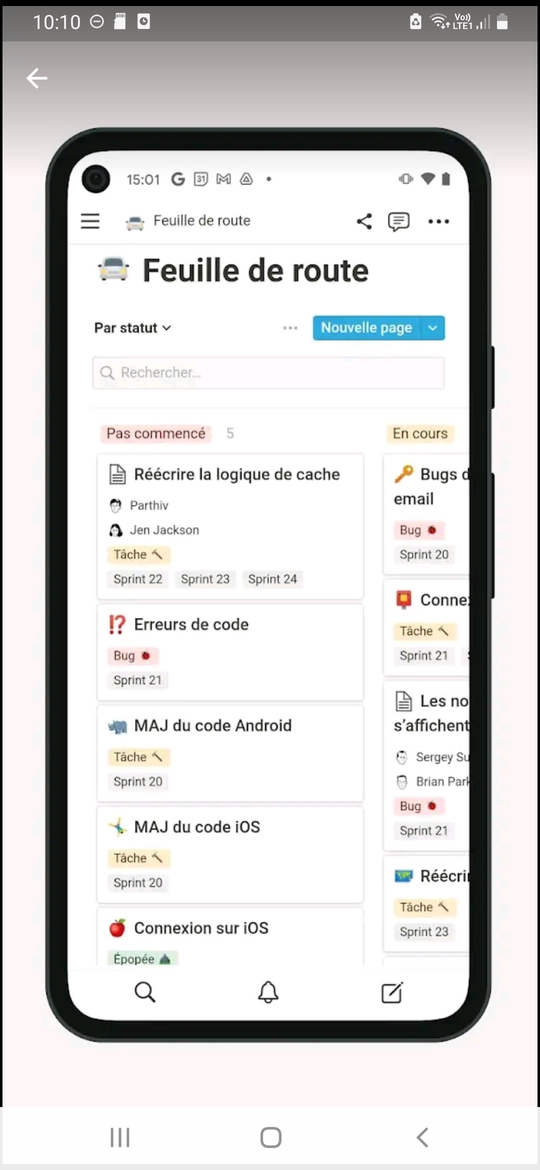 10:10
Vo)) LTE1
15:01
31
Feuille de route
Feuille de route
Par statut
Nouvelle page
Rechercher...
Pas commencé 5
Réécrire la logique de cache
Parthiv
Jen Jackson
Tâche
Sprint 22 Sprint 23 Sprint 24
Erreurs de code
Bug
Sprint 21
MAJ du code Android
Tâche
Sprint 20
MAJ du code iOS
Tâche
Sprint 20
Connexion sur iOS
Épopée
En cours
Bugs d
email
Bug
Sprint 20
Conne
Tâche
Sprint 21
Les no
s'affichent
Sergey Su
Brian Park
Bug
Sprint 21
Réécri
Tâche
Sprint 23